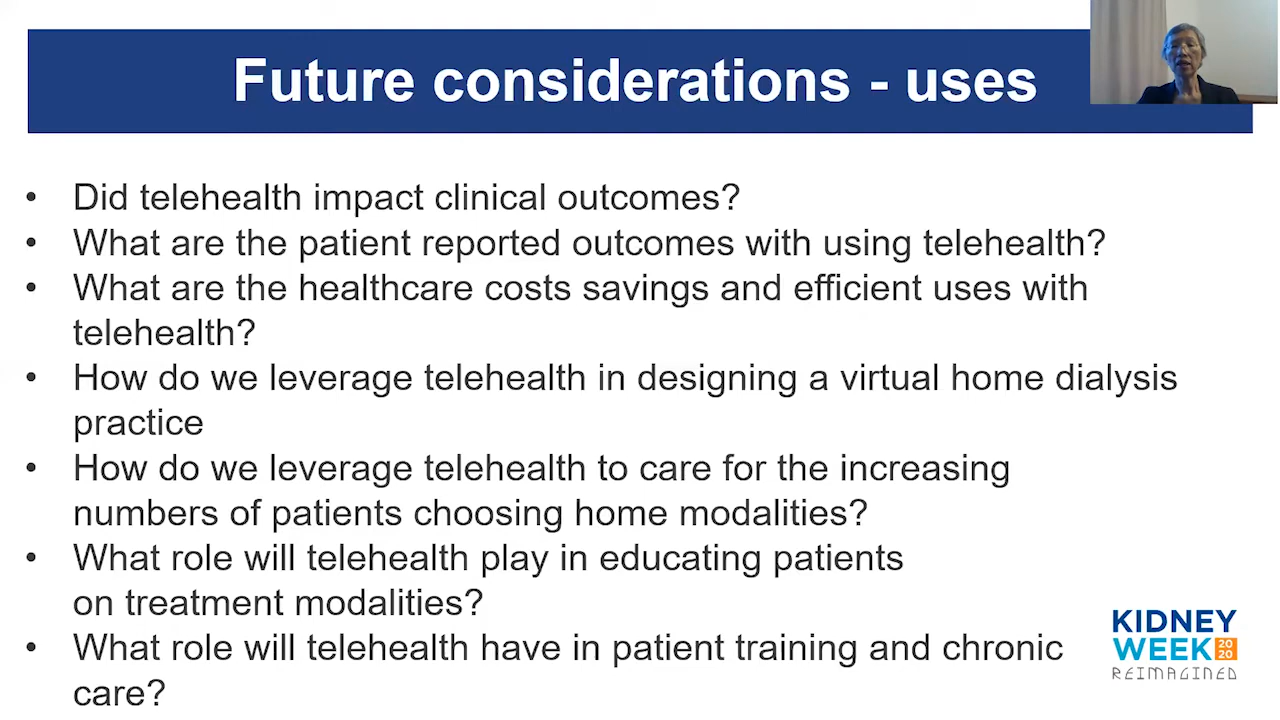 Future considerations - uses
• Did telehealth impact clinical outcomes?
• What are the patient reported outcomes with using telehealth?
• What are the healthcare costs savings and efficient uses with
telehealth?
• How do we leverage telehealth in designing a virtual home dialysis
practice
• How do we leverage telehealth to care for the increasing
numbers of patients choosing home modalities?
• What role will telehealth play in educating patients
on treatment modalities?
• What role will telehealth have in patient training and chronic
care?
KIDNEY
WEEK 2020
REIMAGINED